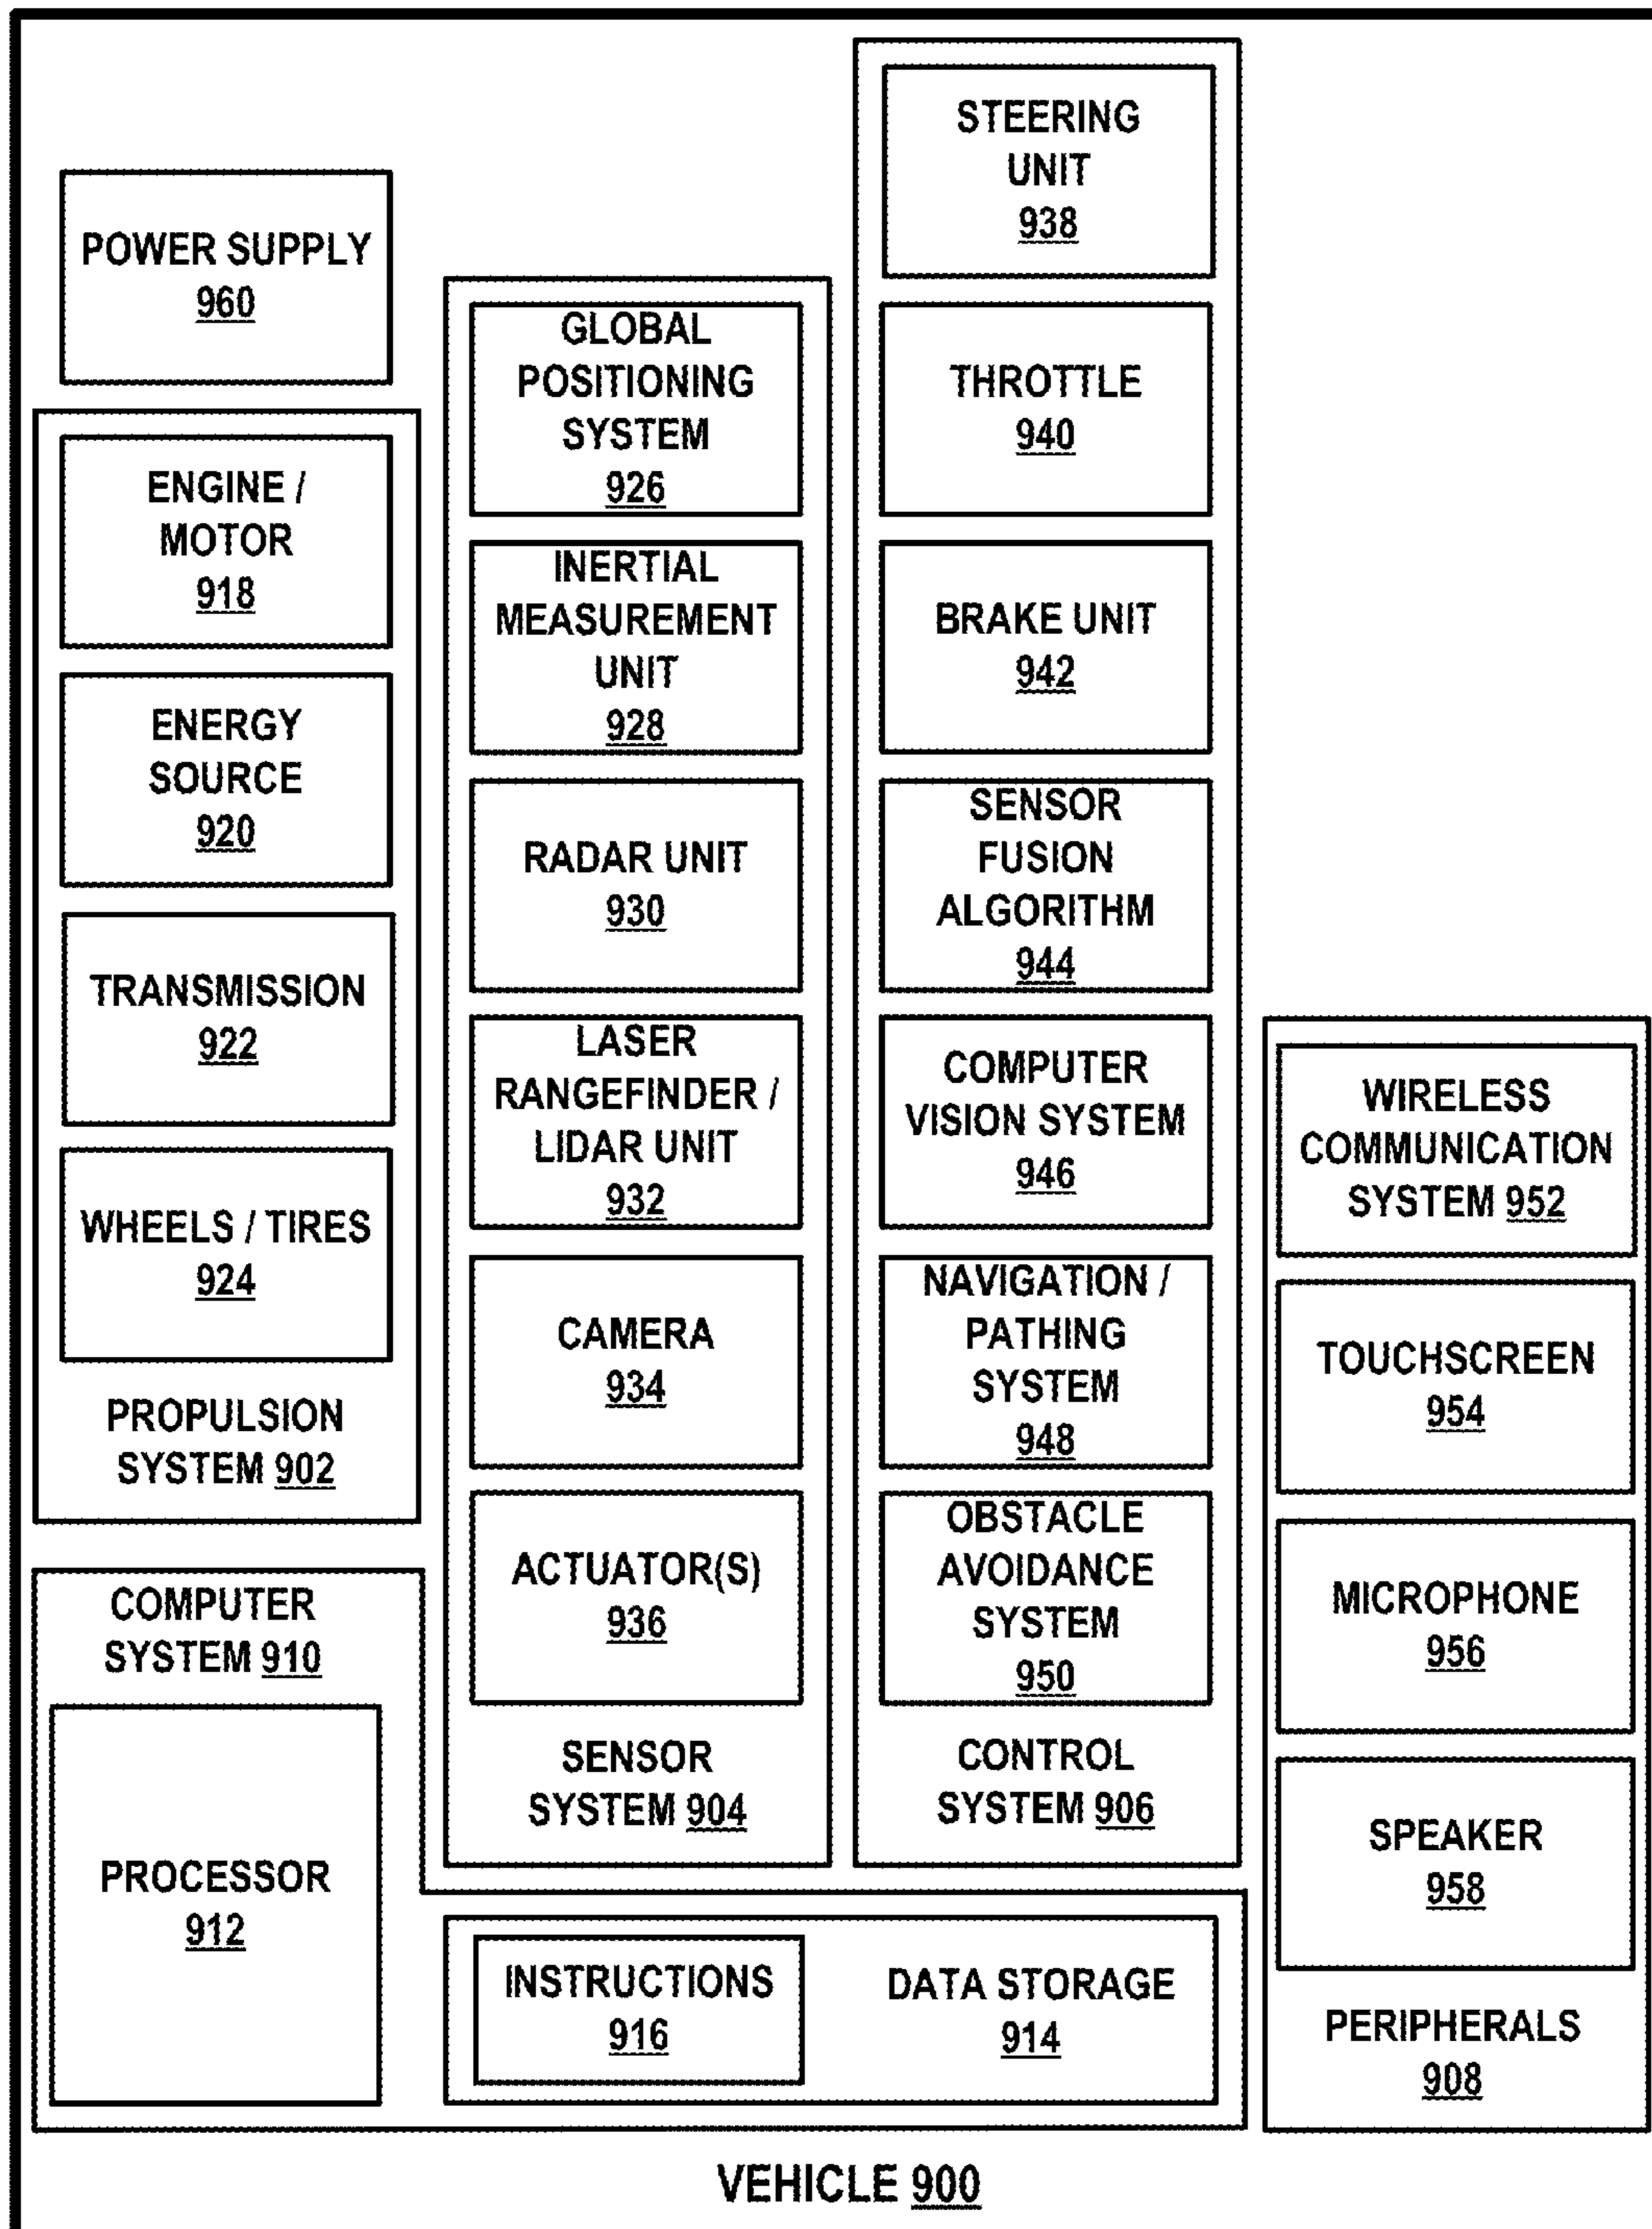 POWER SUPPLY
960
ENGINE /
MOTOR
918
ENERGY
SOURCE
920
TRANSMISSION
922
WHEELS / TIRES
924
PROPULSION
SYSTEM 902
COMPUTER
SYSTEM 910
PROCESSOR
912
GLOBAL
POSITIONING
SYSTEM
926
INERTIAL
MEASUREMENT
UNIT
928
RADAR UNIT
930
LASER
RANGEFINDER /
LIDAR UNIT
932
CAMERA
934
ACTUATOR(S)
936
SENSOR
SYSTEM 904
STEERING
UNIT
938
THROTTLE
940
BRAKE UNIT
942
SENSOR
FUSION
ALGORITHM
944
COMPUTER
VISION SYSTEM
946
NAVIGATION /
PATHING
SYSTEM
948
OBSTACLE
AVOIDANCE
SYSTEM
950
CONTROL
SYSTEM 906
INSTRUCTIONS
916
DATA STORAGE
914
WIRELESS
COMMUNICATION
SYSTEM 952
TOUCHSCREEN
954
MICROPHONE
956
SPEAKER
958
PERIPHERALS
908
VEHICLE 900